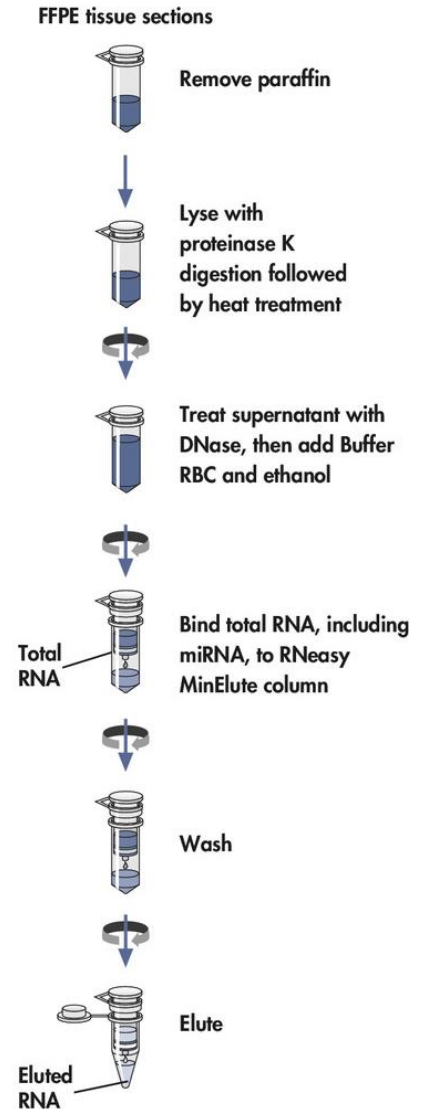 FFPE tissue sections
Remove paraffin
Lyse with
proteinase K
digestion followed
by heat treatment
Treat supernatant with
DNase, then add Buffer
RBC and ethanol
Bind total RNA, including
miRNA, to RNeasy
MinElute column
Total
RNA
Wash
Elute
Eluted
RNA